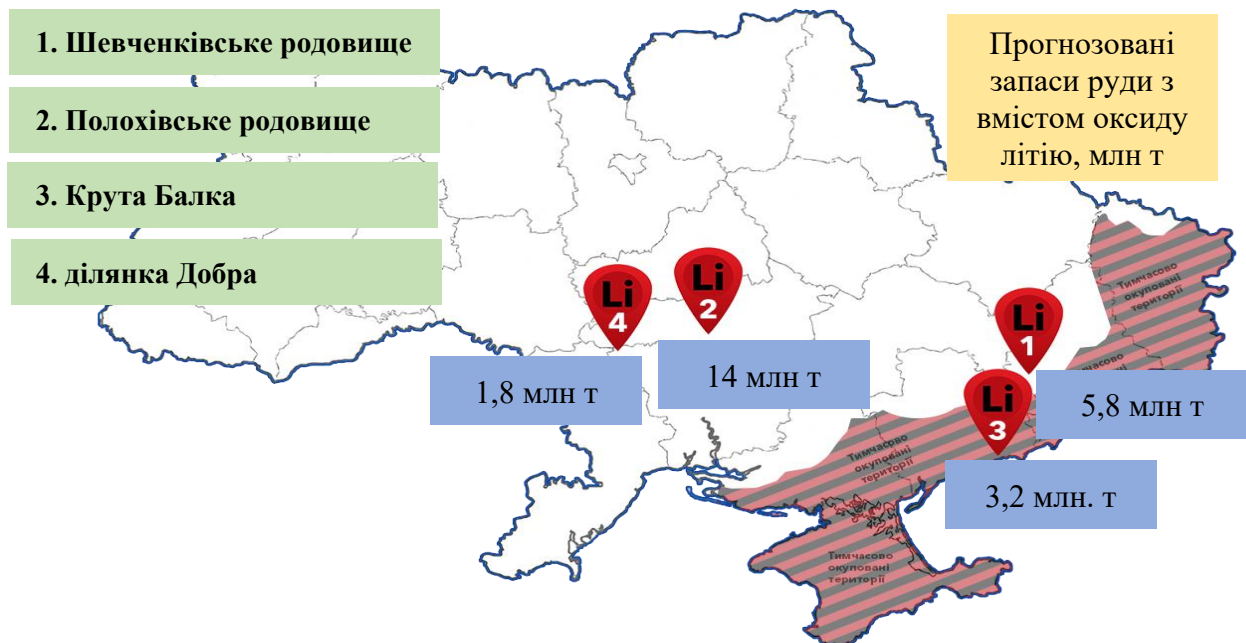 1. Шевченківське родовище
2. Полохівське родовище
3. Крута Балка
4. ділянка Добра
Прогнозовані
запаси руди з
вмістом оксиду
літію, млн т
Li
4
Li
2
Li
1
Li
3
1,8 млн т
14 млн т
5,8 млн т
3,2 млн. т
Тимчасово
окуповані
території
Тимчасово
окуповані
території
Тимчасово
окуповані
території